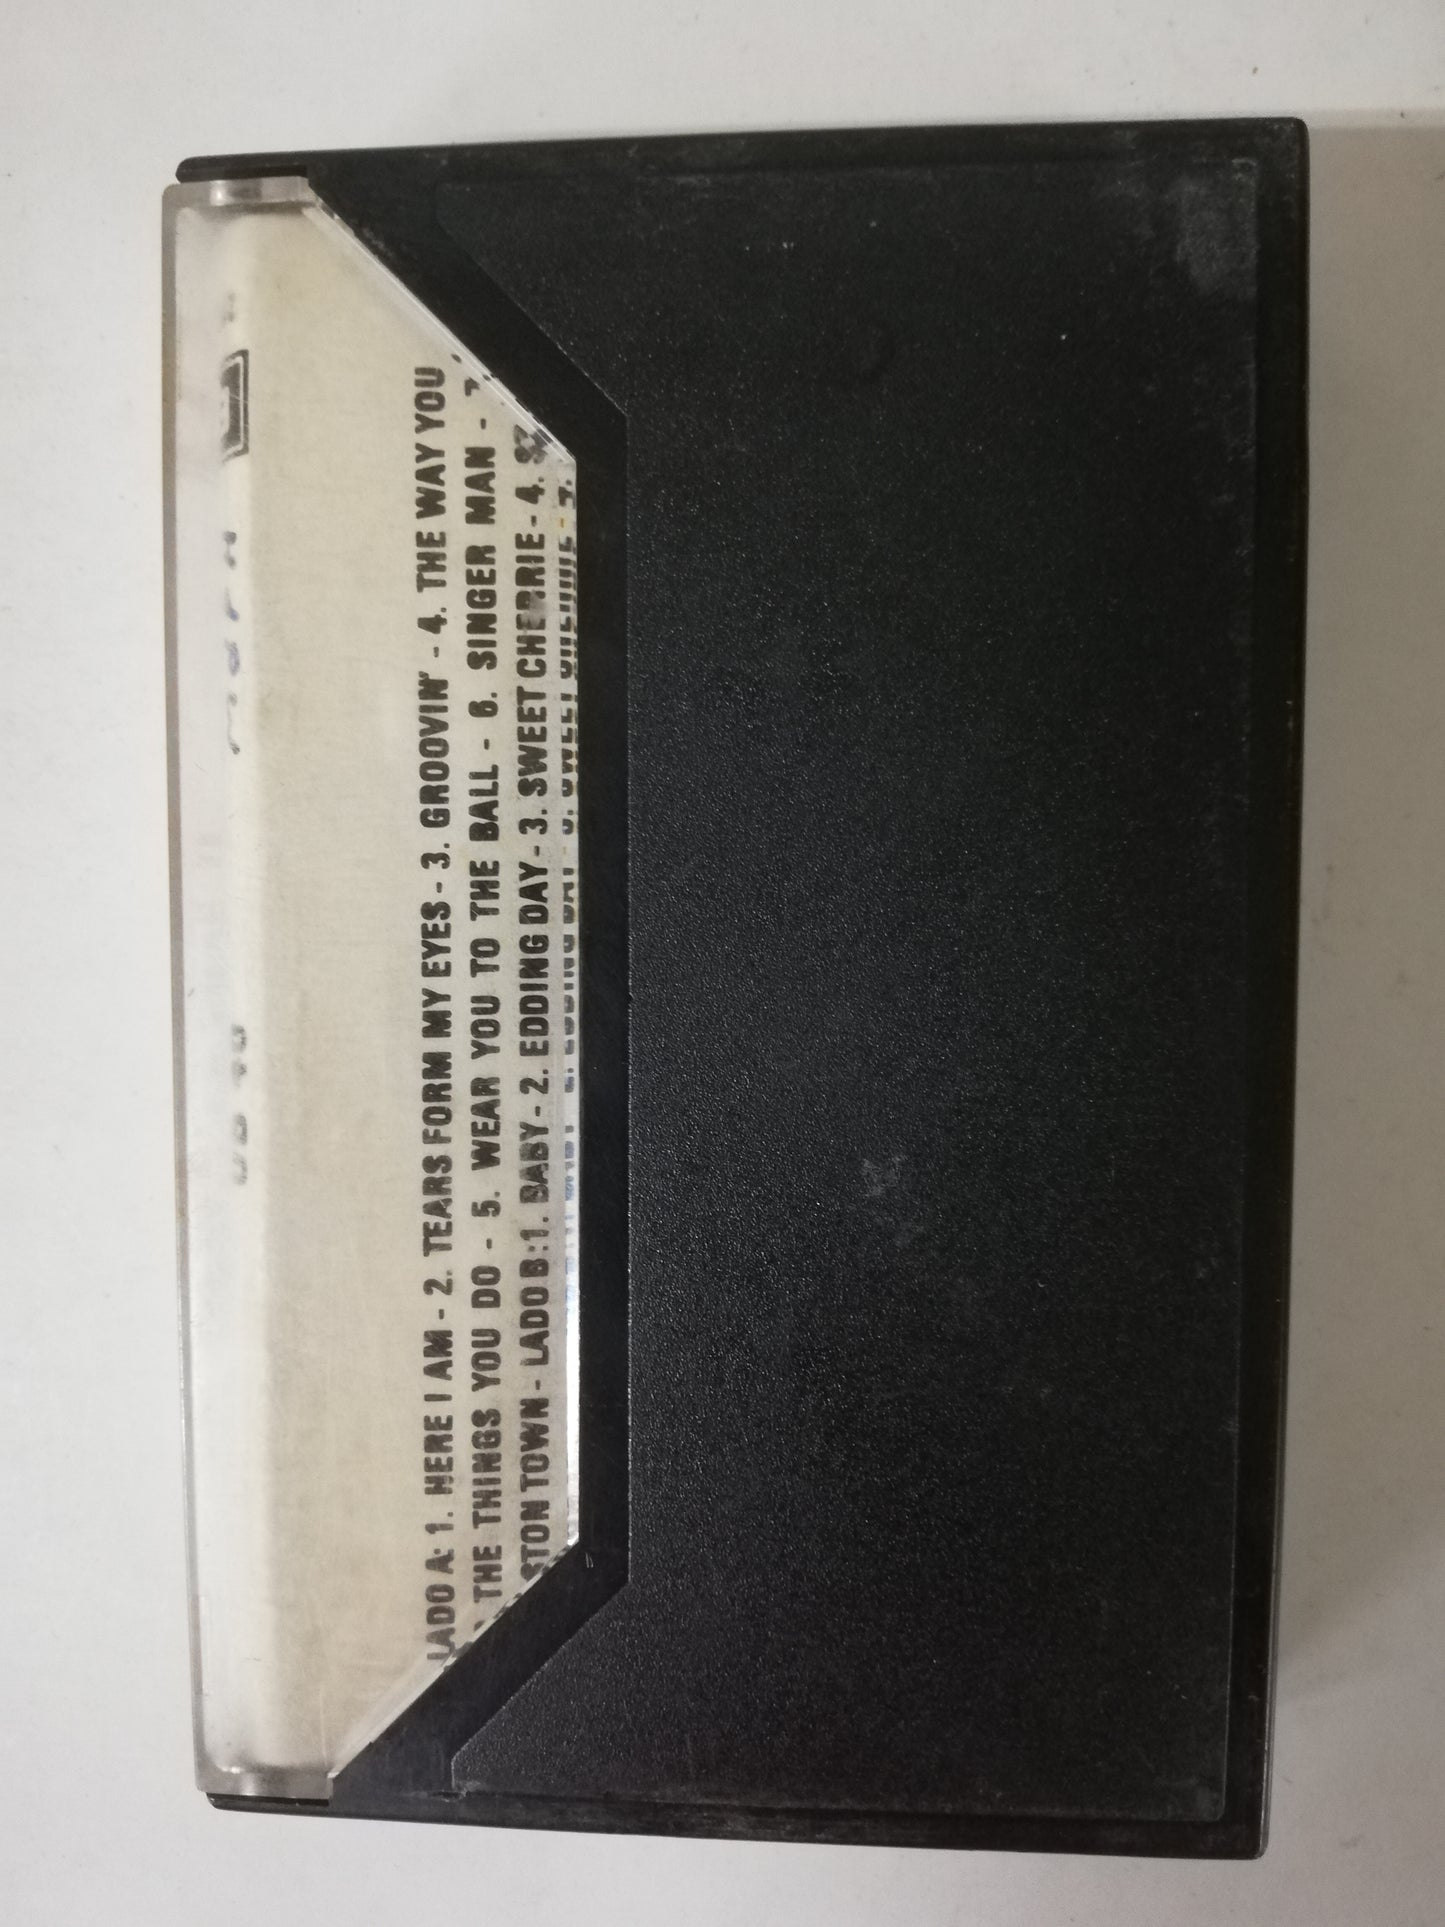 LADO A: 1. HERE I AM - 2. TEARS FORM MY EYES - 3. GROOVIN' - 4. THE WAY YOU
THE THINGS YOU DO - 5. WEAR YOU TO THE BALL - 6. SINGER MAN -
STON TOWN - LADO B:1. BABY - 2. EDDING DAY - 3. SWEET CHERRIE - 4.
UB 40